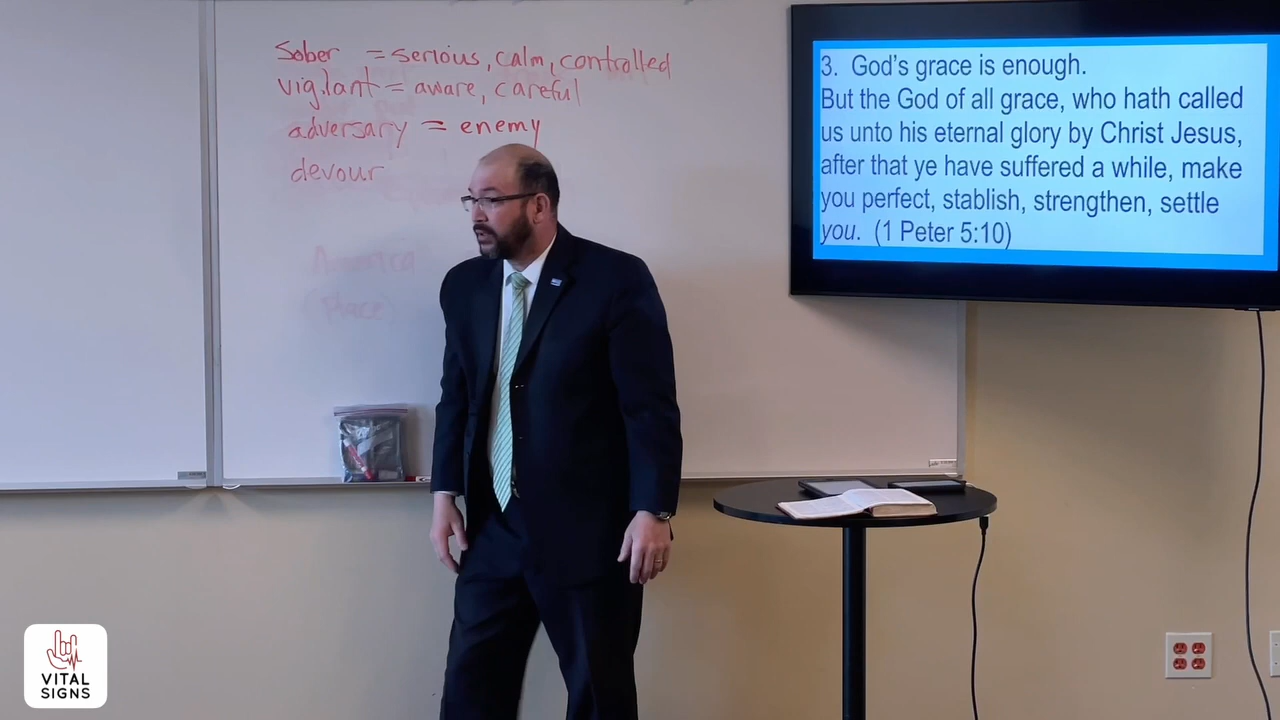 Sober = serious, calm, controlled
vigilant = aware, careful
adversary = enemy
devour
America
(Place)
3. God's grace is enough.
But the God of all grace, who hath called
us unto his eternal glory by Christ Jesus,
after that ye have suffered a while, make
you perfect, stablish, strengthen, settle
you. (1 Peter 5:10)
VITAL
SIGNS